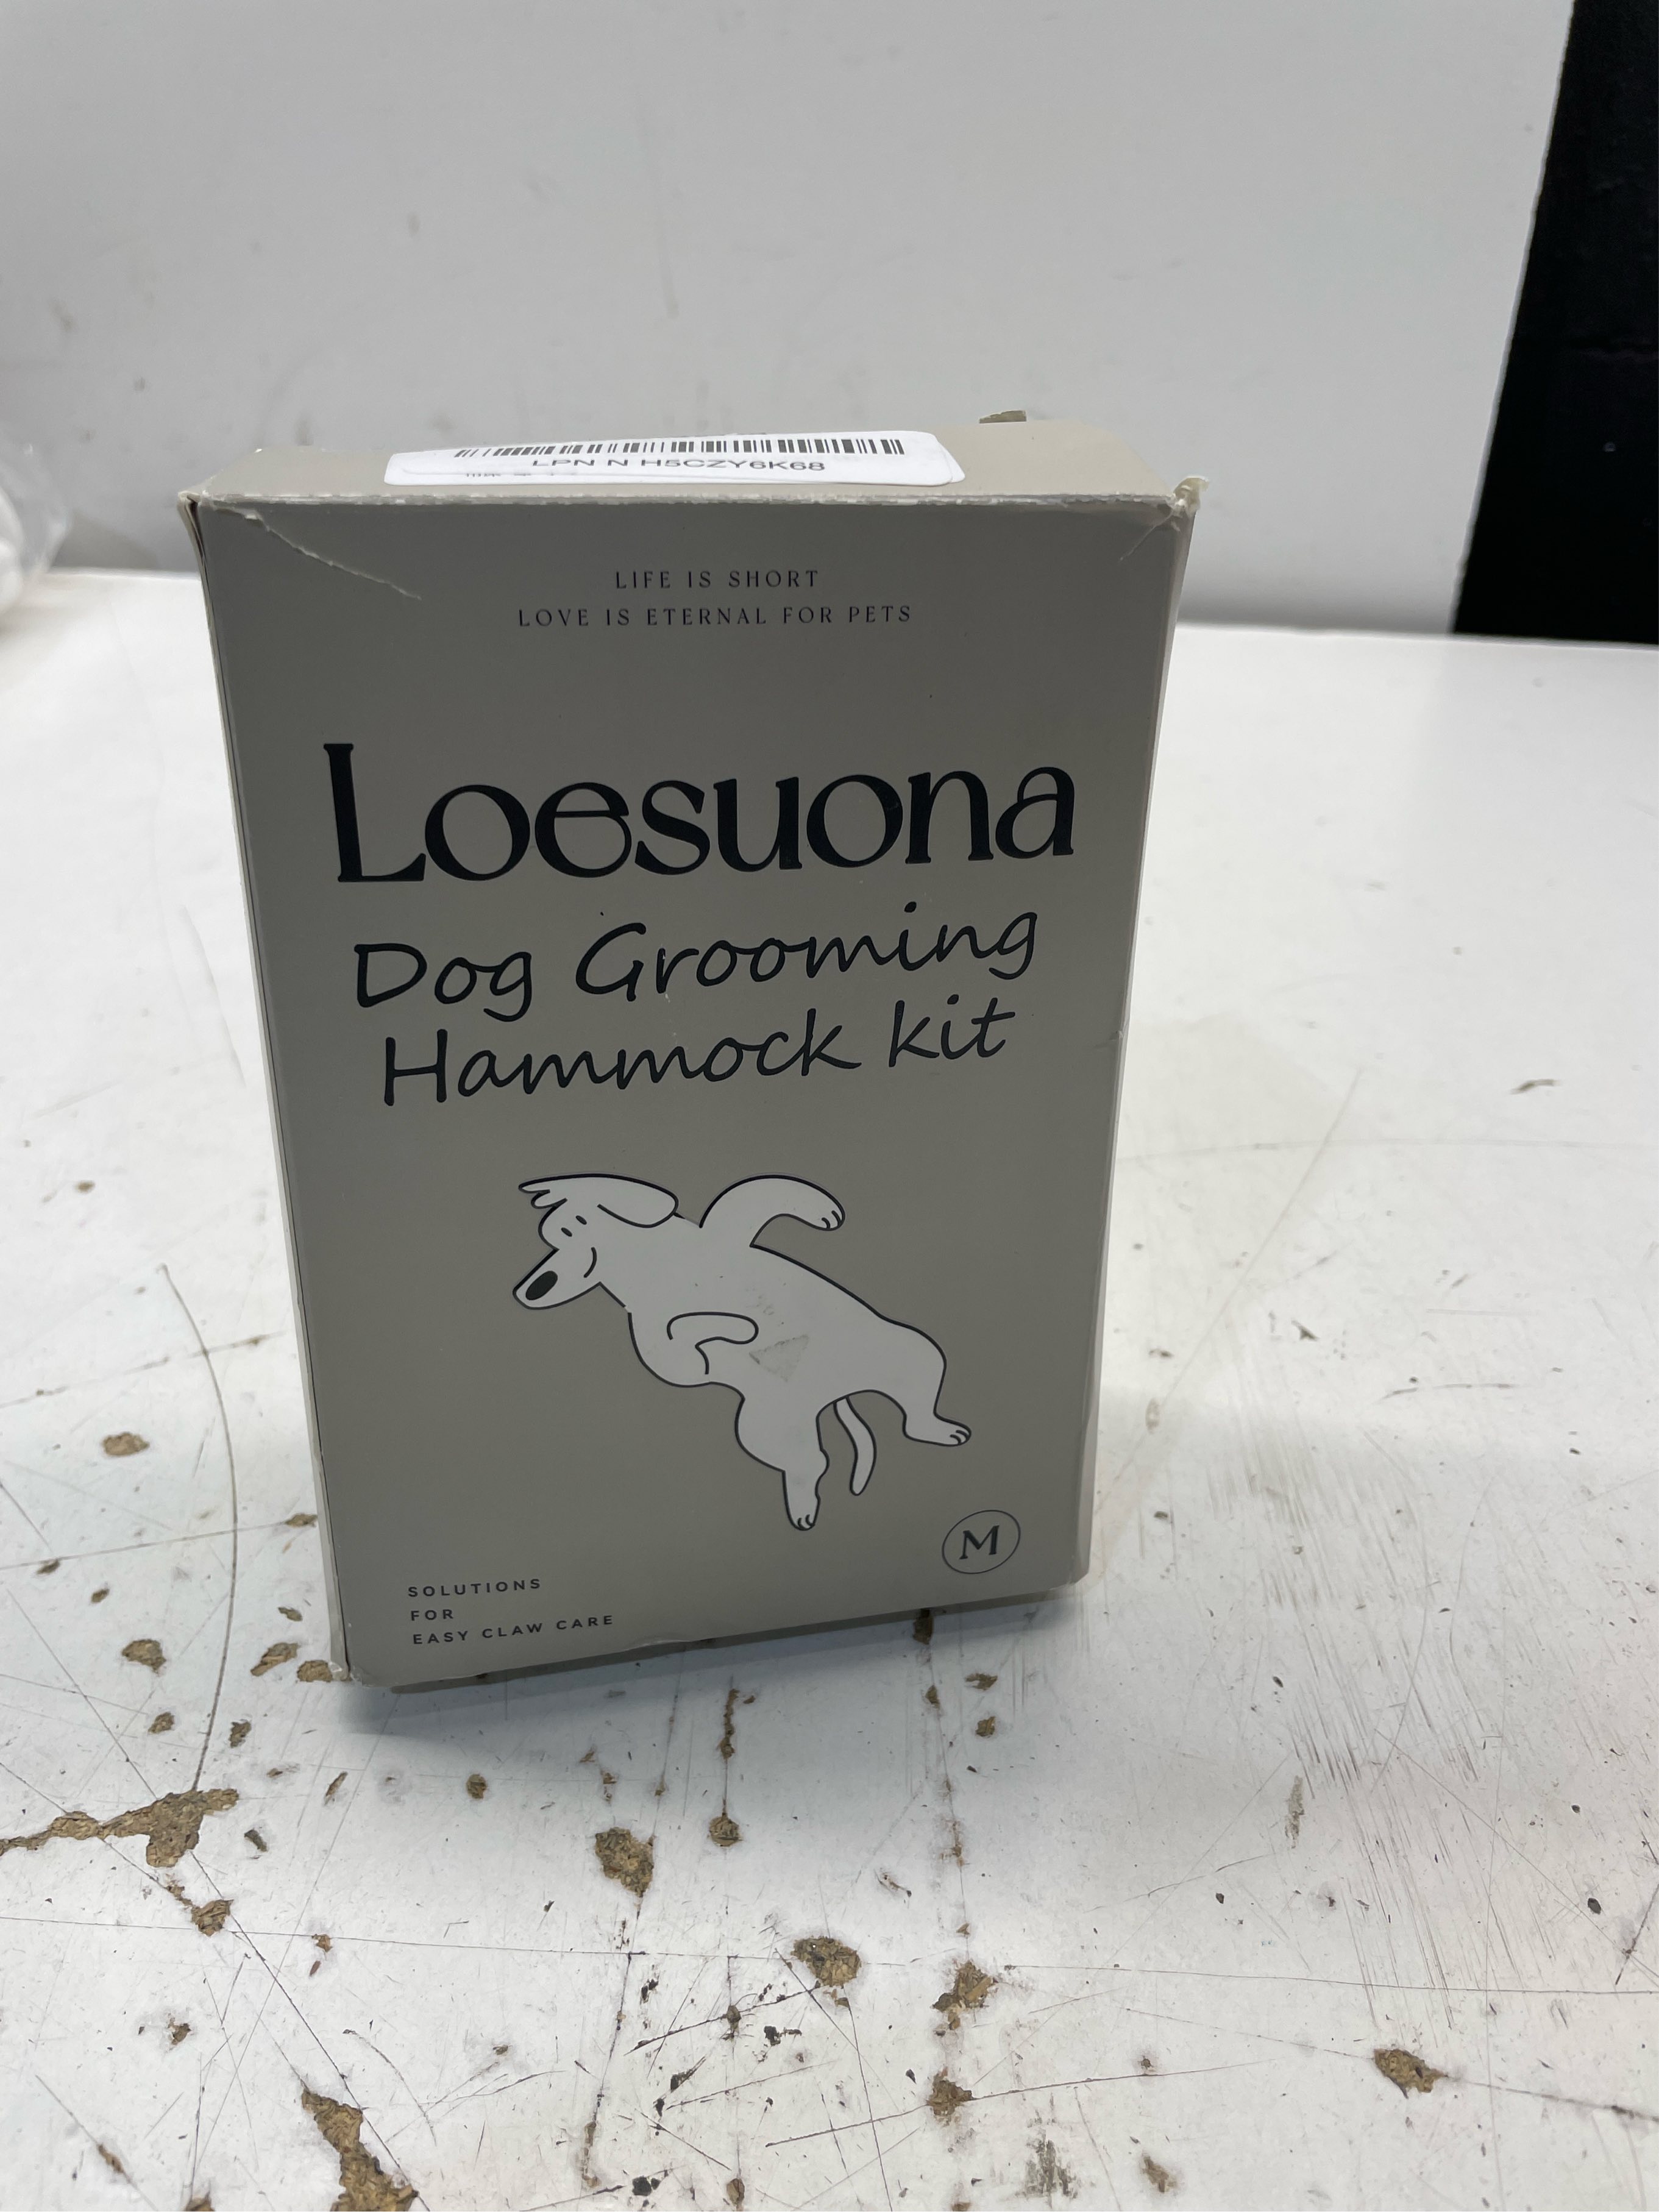 LPN N H5CZY6K68
LIFE IS SHORT
LOVE IS ETERNAL FOR PETS
Loesuona
Dog Grooming
Hammock kit
M
SOLUTIONS
FOR
EASY CLAW CARE